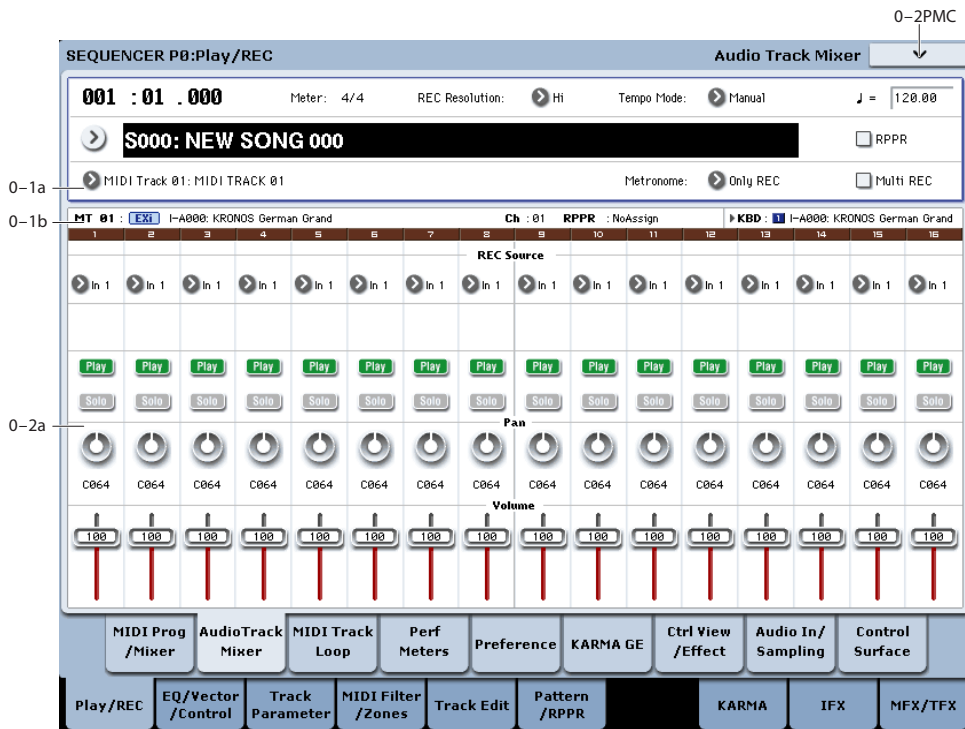 0–2PMC
SEQUENCER P0:Play/REC Audio Track Mixer
001 :01 .000 Meter: 4/4 REC Resolution: Hi Tempo Mode: Manual ♩ = 120.00
S000: NEW SONG 000 RPPR
0–1a MIDI Track 01: MIDI TRACK 01 Metronome: Only REC Multi REC
0–1b MT 01 : EXi I-A000: KRONOS German Grand Ch :01 RPPR : NoAssign KBD : 1 I-A000: KRONOS German Grand
1 2 3 4 5 6 7 8 9 10 11 12 13 14 15 16
REC Source
In 1 In 1 In 1 In 1 In 1 In 1 In 1 In 1 In 1 In 1 In 1 In 1 In 1 In 1 In 1 In 1
Play Play Play Play Play Play Play Play Play Play Play Play Play Play Play Play
Solo Solo Solo Solo Solo Solo Solo Solo Solo Solo Solo Solo Solo Solo Solo Solo
0–2a Pan
C064 C064 C064 C064 C064 C064 C064 C064 C064 C064 C064 C064 C064 C064 C064 C064
Volume
100 100 100 100 100 100 100 100 100 100 100 100 100 100 100 100
MIDI Prog /Mixer AudioTrack Mixer MIDI Track Loop Perf Meters Preference KARMA GE Ctrl View /Effect Audio In/ Sampling Control Surface
Play/REC EQ/Vector /Control Track Parameter MIDI Filter /Zones Track Edit Pattern /RPPR KARMA IFX MFX/TFX